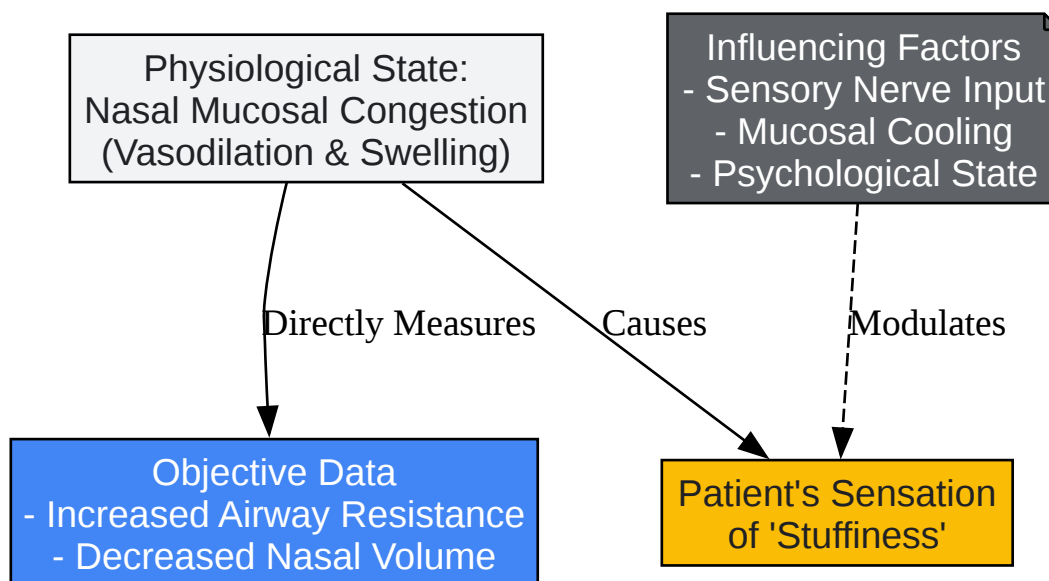 Physiological State:
Nasal Mucosal Congestion
(Vasodilation & Swelling)
Influencing Factors
- Sensory Nerve Input
- Mucosal Cooling
- Psychological State
Directly Measures
Causes
Modulates
Objective Data
- Increased Airway Resistance
- Decreased Nasal Volume
Patient's Sensation
of 'Stuffiness'